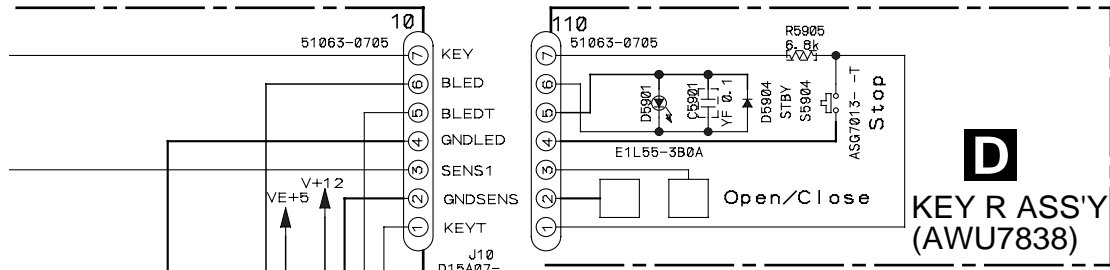 10
51063-0705
7 KEY
6 BLED
5 BLEDT
4 GNDLED
3 SENS1
2 GNDSENS
1 KEYT
VE+5
V+12
J10
D15A07-
110
51063-0705
7
6
5
4
3
2
1
R5905
6.8k
D5901
C5901
YF 0.1
D5904
STBY
S5904
ASG7013- -T
Stop
E1L55-3B0A
Open/Close
D
KEY R ASS'Y
(AWU7838)